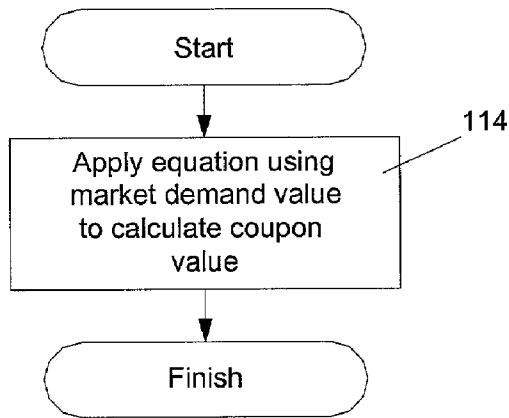 Start
114
Apply equation using
market demand value
to calculate coupon
value
Finish